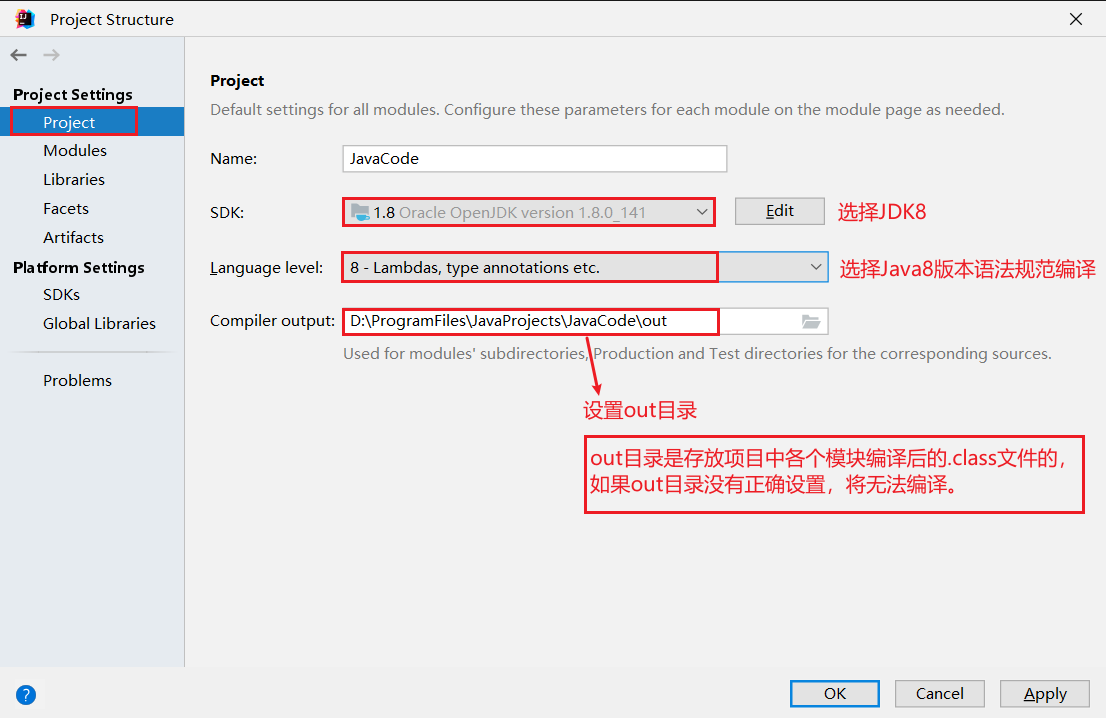 Project Structure
Project Settings
Project
Modules
Libraries
Facets
Artifacts
Platform Settings
SDKs
Global Libraries
Problems
Project
Default settings for all modules. Configure these parameters for each module on the module page as needed.
Name: JavaCode
SDK: 1.8 Oracle OpenJDK version 1.8.0_141 Edit 选择JDK8
Language level: 8 - Lambdas, type annotations etc. 选择Java8版本语法规范编译
Compiler output: D:\ProgramFiles\JavaProjects\JavaCode\out
Used for modules' subdirectories, Production and Test directories for the corresponding sources.
设置out目录
out目录是存放项目中各个模块编译后的.class文件的,
如果out目录没有正确设置，将无法编译。
? OK Cancel Apply